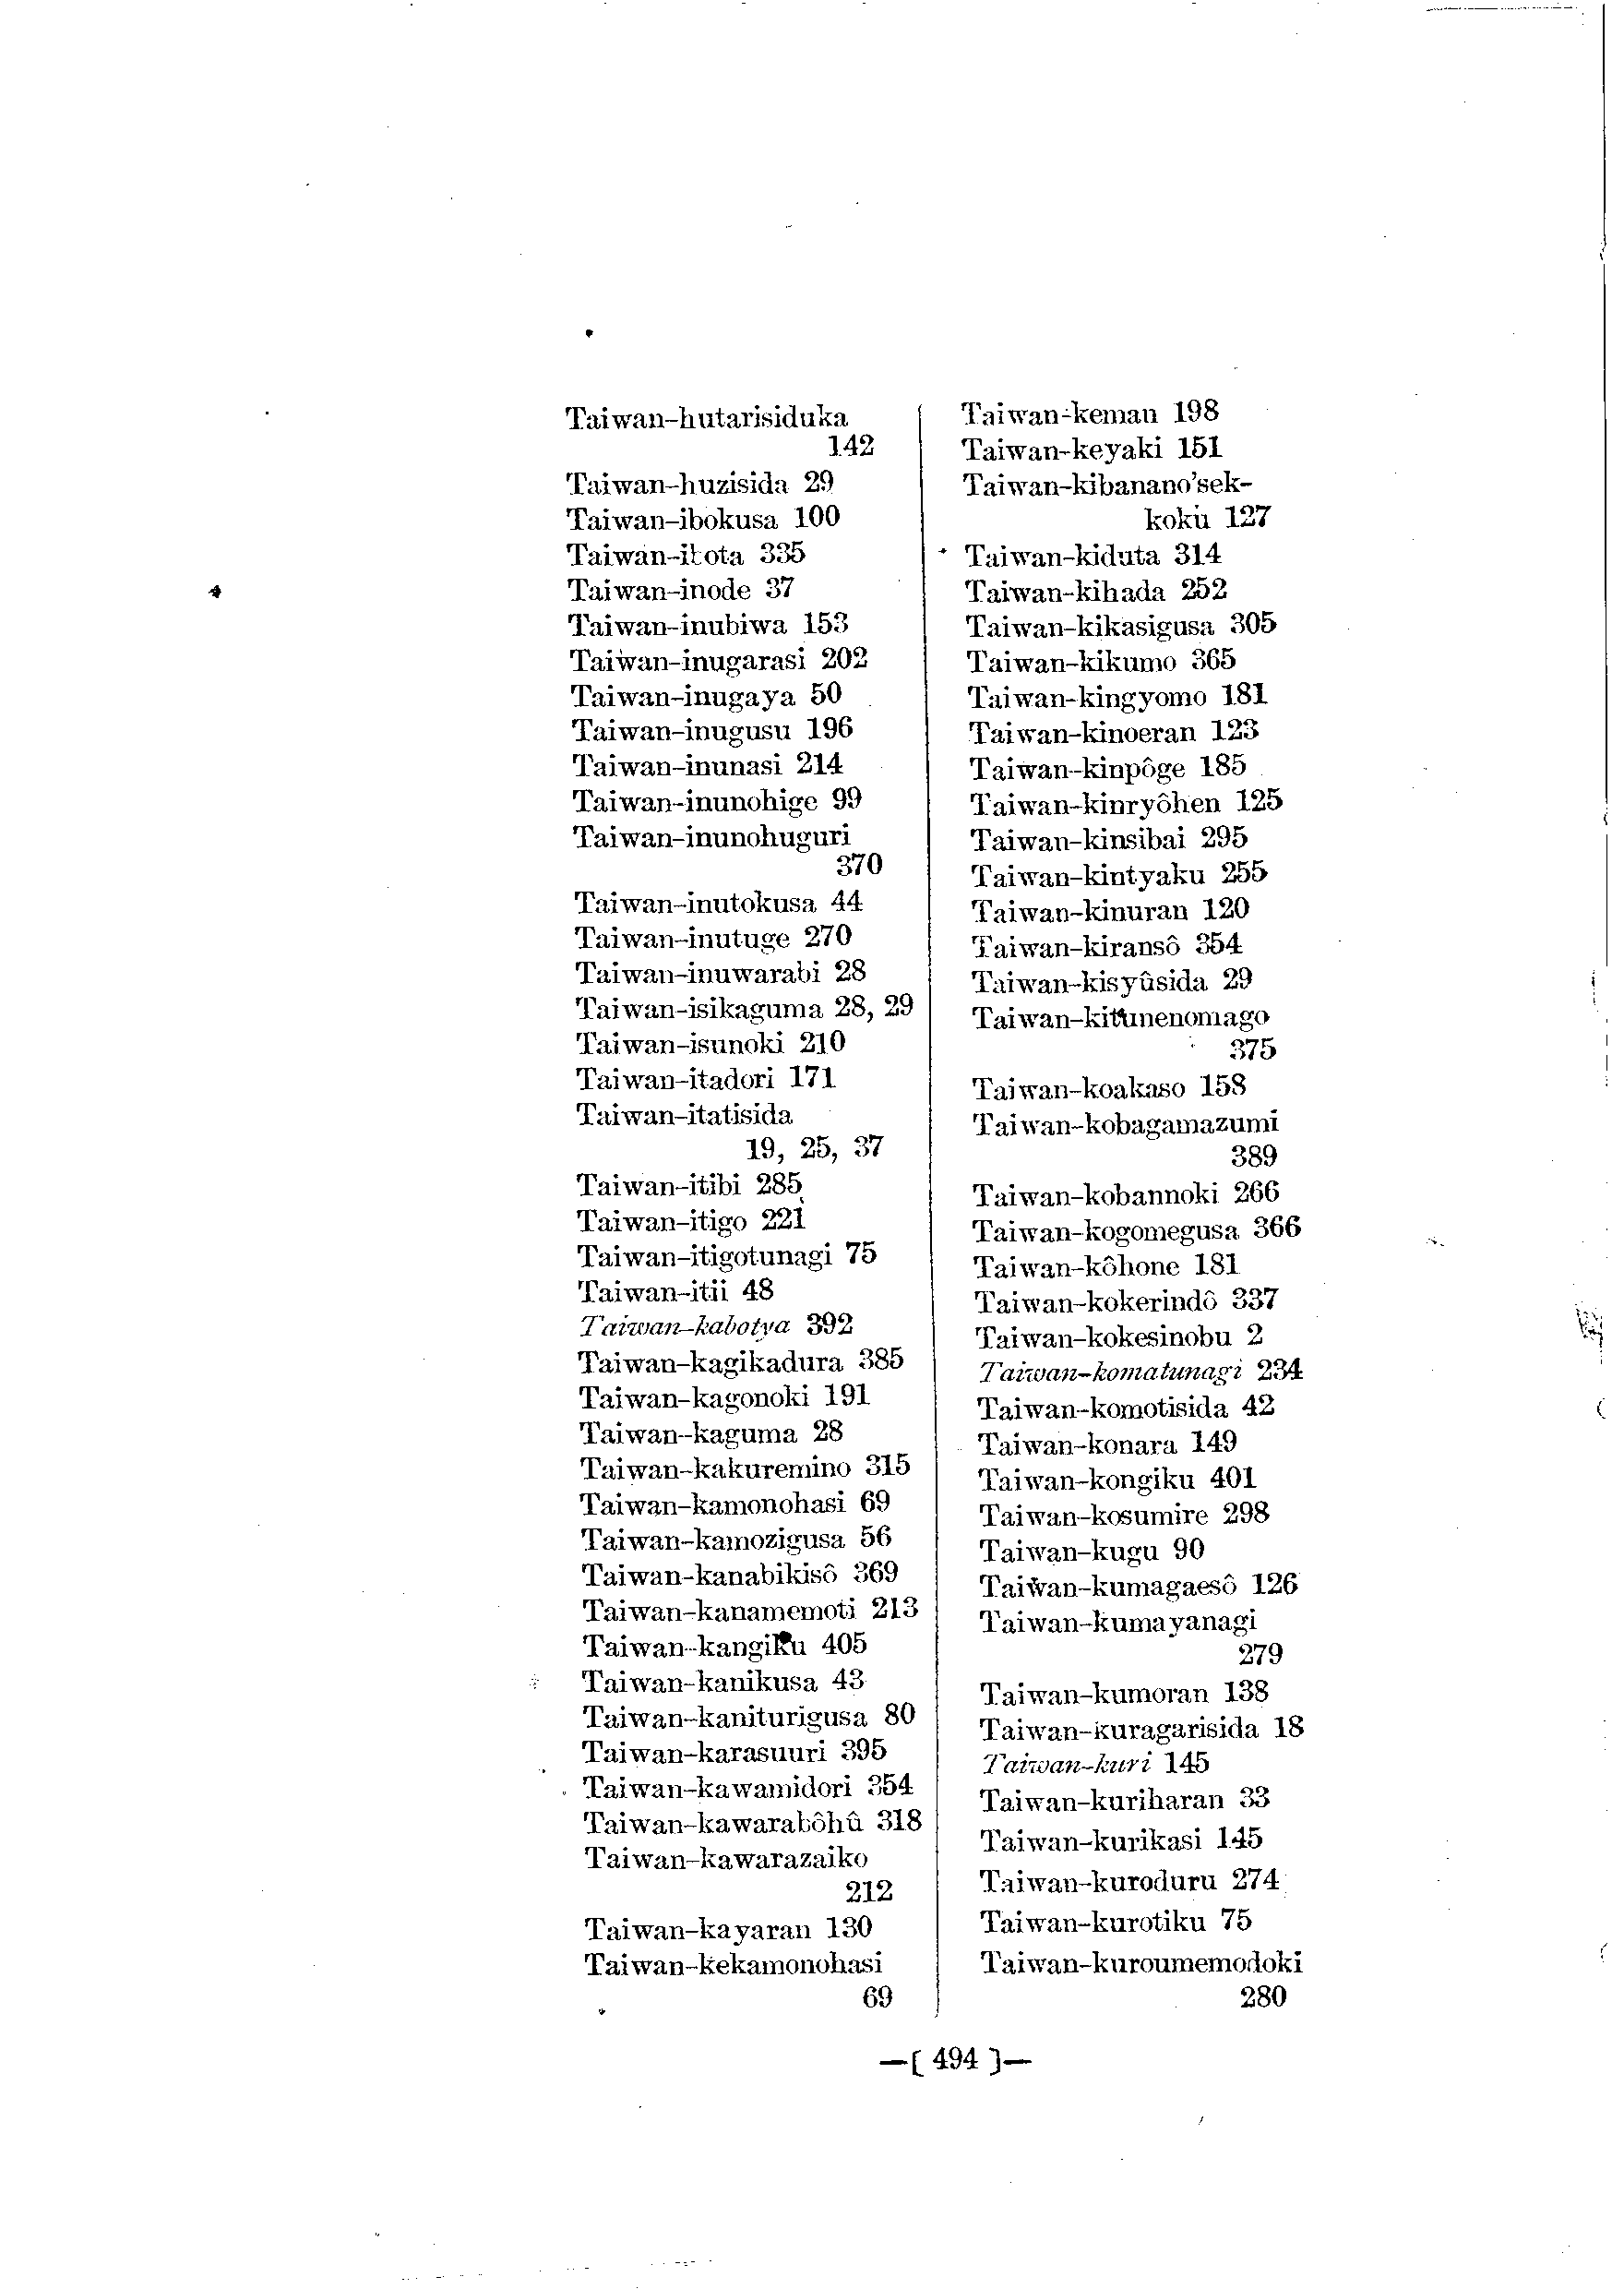 Taiwan-hutarisiduka
142
Taiwan-huzisida 29
Taiwan-ibokusa 100
Taiwan-ikota 335
Taiwan-inode 37
Taiwan-inubiwa 153
Taiwan-inugarasi 202
Taiwan-inugaya 50
Taiwan-inugusu 196
Taiwan-inunasi 214
Taiwan-inunohige 99
Taiwan-inunohuguri
370
Taiwan-inutokusa 44
Taiwan-inutuge 270
Taiwan-inuwarabi 28
Taiwan-isikaguma 28, 29
Taiwan-isunoki 210
Taiwan-itadori 171
Taiwan-itatisida
19, 25, 37
Taiwan-itibi 285
Taiwan-itigo 221
Taiwan-itigotunagi 75
Taiwan-itii 48
Taiwan-kabotya 392
Taiwan-kagikadura 385
Taiwan-kagonoki 191
Taiwan-kaguma 28
Taiwan-kakuremino 315
Taiwan-kamonohasi 69
Taiwan-kamozigusa 56
Taiwan-kanabikisô 369
Taiwan-kanamemoti 213
Taiwan-kangiku 405
Taiwan-kanikusa 43
Taiwan-kaniturigusa 80
Taiwan-karasuuri 395
Taiwan-kawamidori 354
Taiwan-kawarabôhû 318
Taiwan-kawarazaiko
212
Taiwan-kayaran 130
Taiwan-kekamonohasi
69
Taiwan-keman 198
Taiwan-keyaki 151
Taiwan-kibanano'sek-
koku 127
Taiwan-kiduta 314
Taiwan-kihada 252
Taiwan-kikasigusa 305
Taiwan-kikumo 365
Taiwan-kingyomo 181
Taiwan-kinoeran 123
Taiwan-kinpôge 185
Taiwan-kinryôhen 125
Taiwan-kinsibai 295
Taiwan-kintyaku 255
Taiwan-kinuran 120
Taiwan-kiransô 354
Taiwan-kisyûsida 29
Taiwan-kitunenomago
375
Taiwan-koakaso 158
Taiwan-kobagamazumi
389
Taiwan-kobannoki 266
Taiwan-kogomegusa 366
Taiwan-kôhone 181
Taiwan-kokerindô 337
Taiwan-kokesinobu 2
Taiwan-komatunagi 234
Taiwan-komotisida 42
Taiwan-konara 149
Taiwan-kongiku 401
Taiwan-kosumire 298
Taiwan-kugu 90
Taiwan-kumagaesô 126
Taiwan-kumayanagi
279
Taiwan-kumoran 138
Taiwan-kuragarisida 18
Taiwan-kuri 145
Taiwan-kuriharan 33
Taiwan-kurikasi 145
Taiwan-kuroduru 274
Taiwan-kurotiku 75
Taiwan-kuroumemodoki
280
—( 494 )—